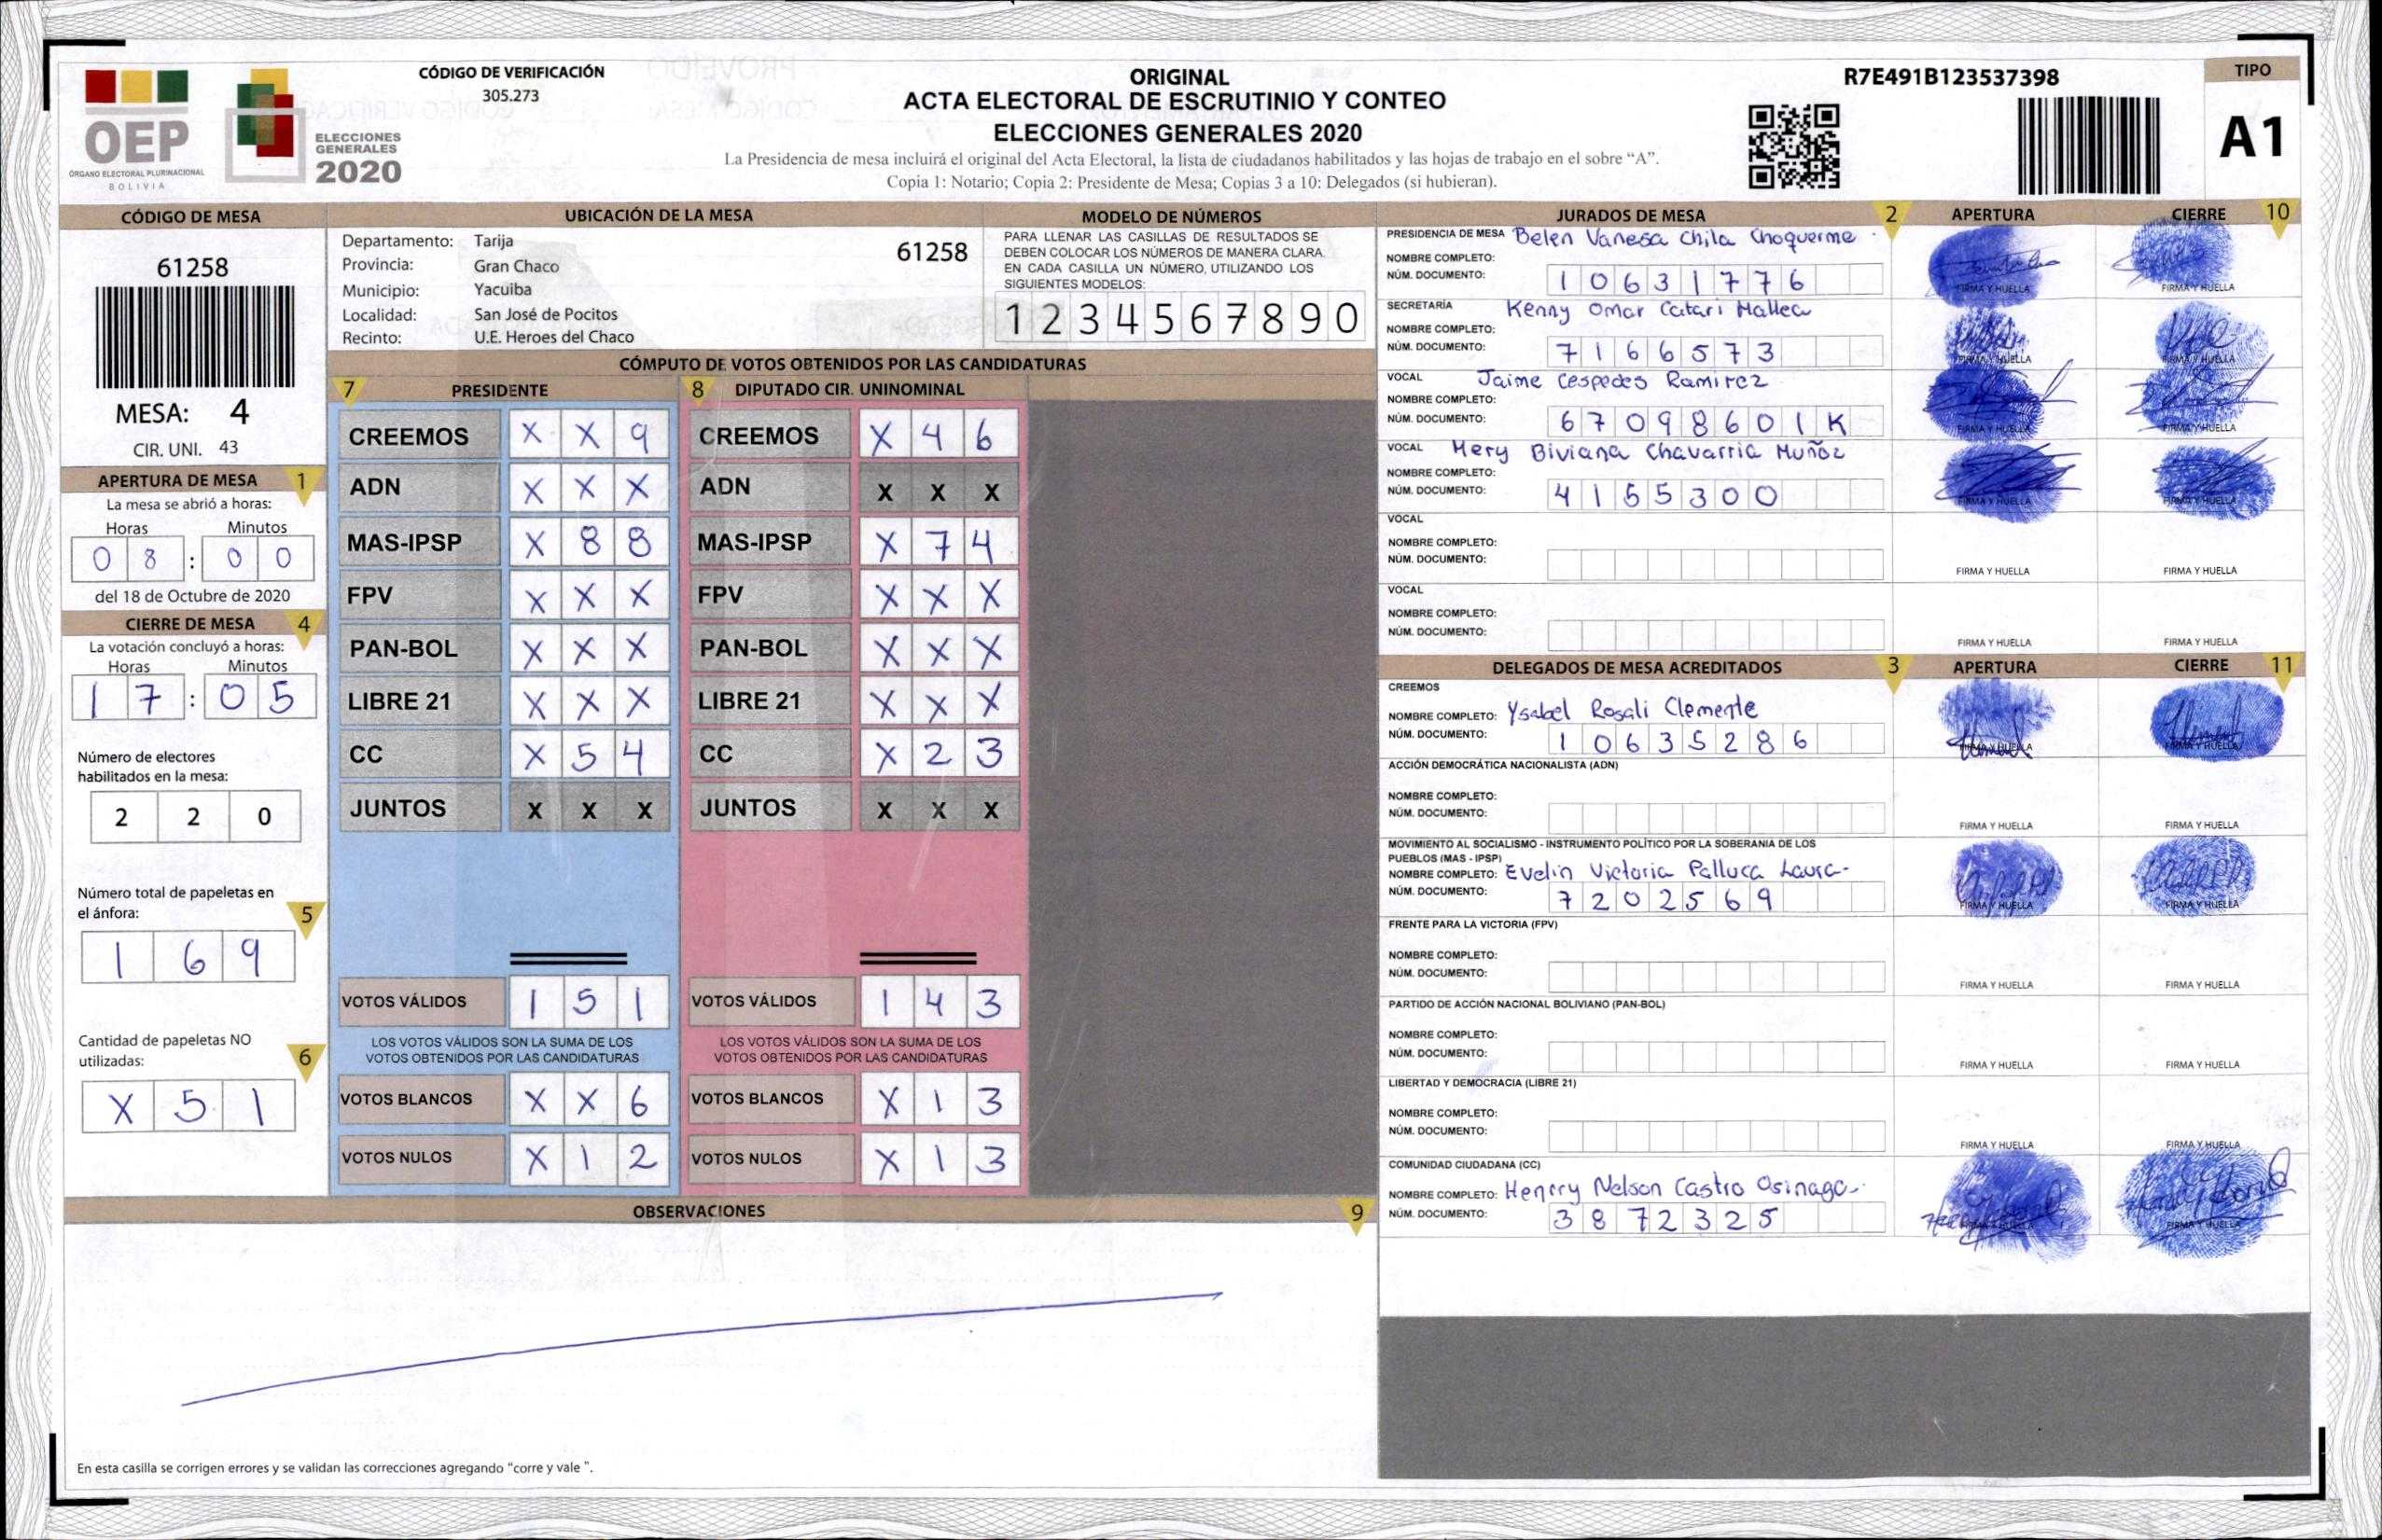 CÓDIGO DE VERIFICACIÓN
305.273
OEP
ÓRGANO ELECTORAL PLURINACIONAL
BOLIVIA
ELECCIONES
GENERALES
2020
ORIGINAL
ACTA ELECTORAL DE ESCRUTINIO Y CONTEO
ELECCIONES GENERALES 2020
La Presidencia de mesa incluirá el original del Acta Electoral, la lista de ciudadanos habilitados y las hojas de trabajo en el sobre “A”.
Copia 1: Notario; Copia 2: Presidente de Mesa; Copias 3 a 10: Delegados (si hubieran).
R7E491B123537398
TIPO
A1
CÓDIGO DE MESA
61258
MESA: 4
CIR. UNI. 43
APERTURA DE MESA 1
La mesa se abrió a horas:
Horas Minutos
0 8 : 0 0
del 18 de Octubre de 2020
CIERRE DE MESA 4
La votación concluyó a horas:
Horas Minutos
1 7 : 0 5
Número de electores
habilitados en la mesa:
2 2 0
Número total de papeletas en
el ánfora: 5
1 6 9
Cantidad de papeletas NO
utilizadas: 6
X 5 1
UBICACIÓN DE LA MESA
Departamento: Tarija
Provincia: Gran Chaco
Municipio: Yacuiba
Localidad: San José de Pocitos
Recinto: U.E. Heroes del Chaco
61258
MODELO DE NÚMEROS
PARA LLENAR LAS CASILLAS DE RESULTADOS SE
DEBEN COLOCAR LOS NÚMEROS DE MANERA CLARA.
EN CADA CASILLA UN NÚMERO, UTILIZANDO LOS
SIGUIENTES MODELOS:
1 2 3 4 5 6 7 8 9 0
CÓMPUTO DE VOTOS OBTENIDOS POR LAS CANDIDATURAS
7 PRESIDENTE
CREEMOS X X 9
ADN X X X
MAS-IPSP X 8 8
FPV X X X
PAN-BOL X X X
LIBRE 21 X X X
CC X 5 4
JUNTOS X X X
VOTOS VÁLIDOS 1 5 1
LOS VOTOS VÁLIDOS SON LA SUMA DE LOS
VOTOS OBTENIDOS POR LAS CANDIDATURAS
VOTOS BLANCOS X X 6
VOTOS NULOS X 1 2
8 DIPUTADO CIR. UNINOMINAL
CREEMOS X 4 6
ADN X X X
MAS-IPSP X 7 4
FPV X X X
PAN-BOL X X X
LIBRE 21 X X X
CC X 2 3
JUNTOS X X X
VOTOS VÁLIDOS 1 4 3
LOS VOTOS VÁLIDOS SON LA SUMA DE LOS
VOTOS OBTENIDOS POR LAS CANDIDATURAS
VOTOS BLANCOS X 1 3
VOTOS NULOS X 1 3
OBSERVACIONES 9
En esta casilla se corrigen errores y se validan las correcciones agregando "corre y vale ".
JURADOS DE MESA 2 APERTURA CIERRE 10
PRESIDENCIA DE MESA Belen Vanesa Chila Choquerme
NOMBRE COMPLETO:
NÚM. DOCUMENTO: 1 0 6 3 1 7 7 6
FIRMA Y HUELLA FIRMA Y HUELLA
SECRETARÍA Kenny Omar Catari Mallea
NOMBRE COMPLETO:
NÚM. DOCUMENTO: 7 1 6 6 5 7 3
FIRMA Y HUELLA FIRMA Y HUELLA
VOCAL Jaime Cespedes Ramirez
NOMBRE COMPLETO:
NÚM. DOCUMENTO: 6 7 0 9 8 6 0 1 K
FIRMA Y HUELLA FIRMA Y HUELLA
VOCAL Mery Biviana Chavarria Muñoz
NOMBRE COMPLETO:
NÚM. DOCUMENTO: 4 1 5 5 3 0 0
FIRMA Y HUELLA FIRMA Y HUELLA
VOCAL
NOMBRE COMPLETO:
NÚM. DOCUMENTO:
FIRMA Y HUELLA FIRMA Y HUELLA
VOCAL
NOMBRE COMPLETO:
NÚM. DOCUMENTO:
FIRMA Y HUELLA FIRMA Y HUELLA
DELEGADOS DE MESA ACREDITADOS 3 APERTURA CIERRE 11
CREEMOS
NOMBRE COMPLETO: Ysabel Rosali Clemente
NÚM. DOCUMENTO: 1 0 6 3 5 2 8 6
FIRMA Y HUELLA FIRMA Y HUELLA
ACCIÓN DEMOCRÁTICA NACIONALISTA (ADN)
NOMBRE COMPLETO:
NÚM. DOCUMENTO:
FIRMA Y HUELLA FIRMA Y HUELLA
MOVIMIENTO AL SOCIALISMO - INSTRUMENTO POLÍTICO POR LA SOBERANIA DE LOS
PUEBLOS (MAS - IPSP)
NOMBRE COMPLETO: Evelin Victoria Palluca Laura-
NÚM. DOCUMENTO: 7 2 0 2 5 6 9
FIRMA Y HUELLA FIRMA Y HUELLA
FRENTE PARA LA VICTORIA (FPV)
NOMBRE COMPLETO:
NÚM. DOCUMENTO:
FIRMA Y HUELLA FIRMA Y HUELLA
PARTIDO DE ACCIÓN NACIONAL BOLIVIANO (PAN-BOL)
NOMBRE COMPLETO:
NÚM. DOCUMENTO:
FIRMA Y HUELLA FIRMA Y HUELLA
LIBERTAD Y DEMOCRACIA (LIBRE 21)
NOMBRE COMPLETO:
NÚM. DOCUMENTO:
FIRMA Y HUELLA FIRMA Y HUELLA
COMUNIDAD CIUDADANA (CC)
NOMBRE COMPLETO: Henrry Nelson Castro Osinaga-
NÚM. DOCUMENTO: 3 8 7 2 3 2 5
FIRMA Y HUELLA FIRMA Y HUELLA